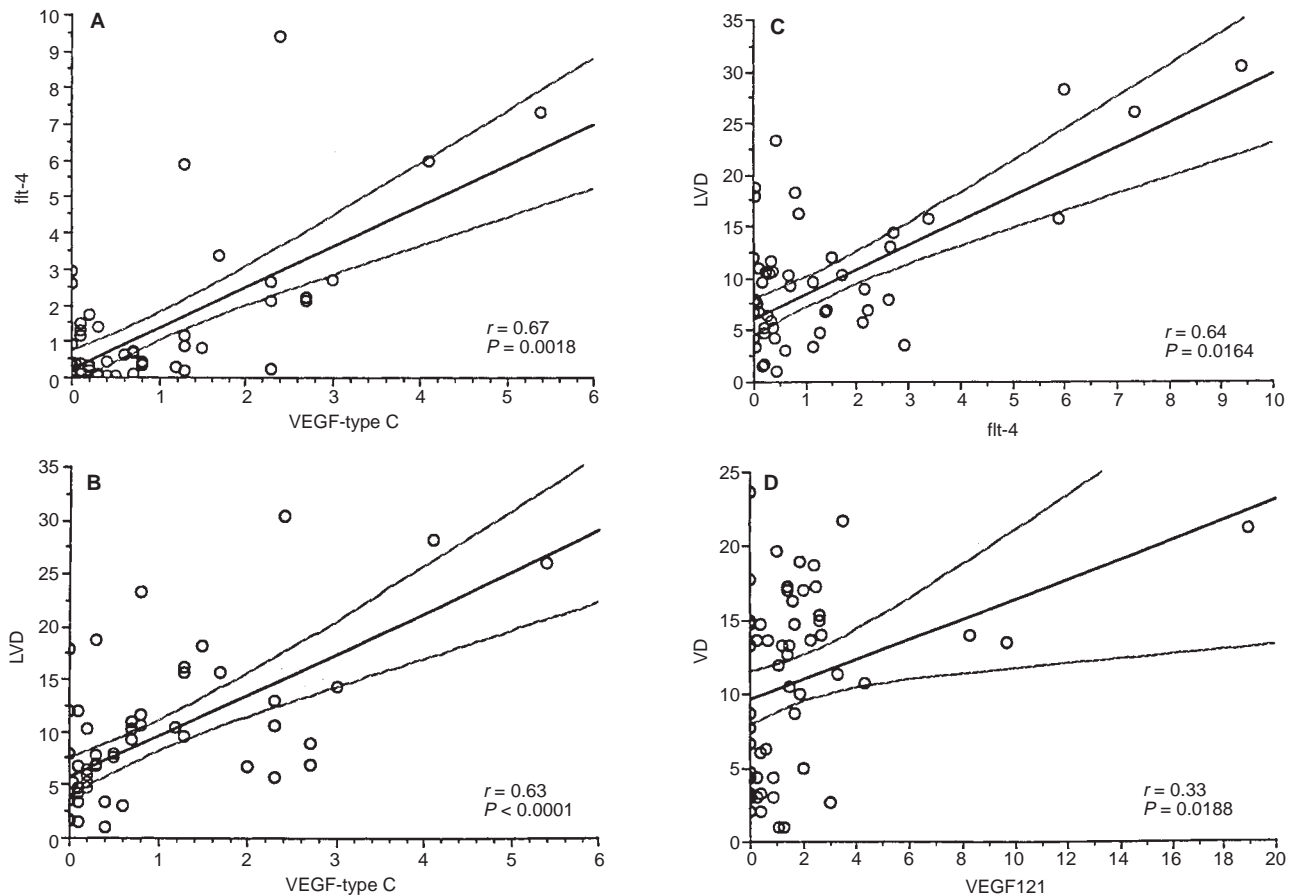 A
10
9
8
7
6
5
4
3
2
1
0
flt-4
0 1 2 3 4 5 6
VEGF-type C
r = 0.67
P = 0.0018
C
35
30
25
20
15
10
5
0
LVD
0 1 2 3 4 5 6 7 8 9 10
flt-4
r = 0.64
P = 0.0164
B
35
30
25
20
15
10
5
0
LVD
0 1 2 3 4 5 6
VEGF-type C
r = 0.63
P < 0.0001
D
25
20
15
10
5
0
VD
0 2 4 6 8 10 12 14 16 18 20
VEGF121
r = 0.33
P = 0.0188